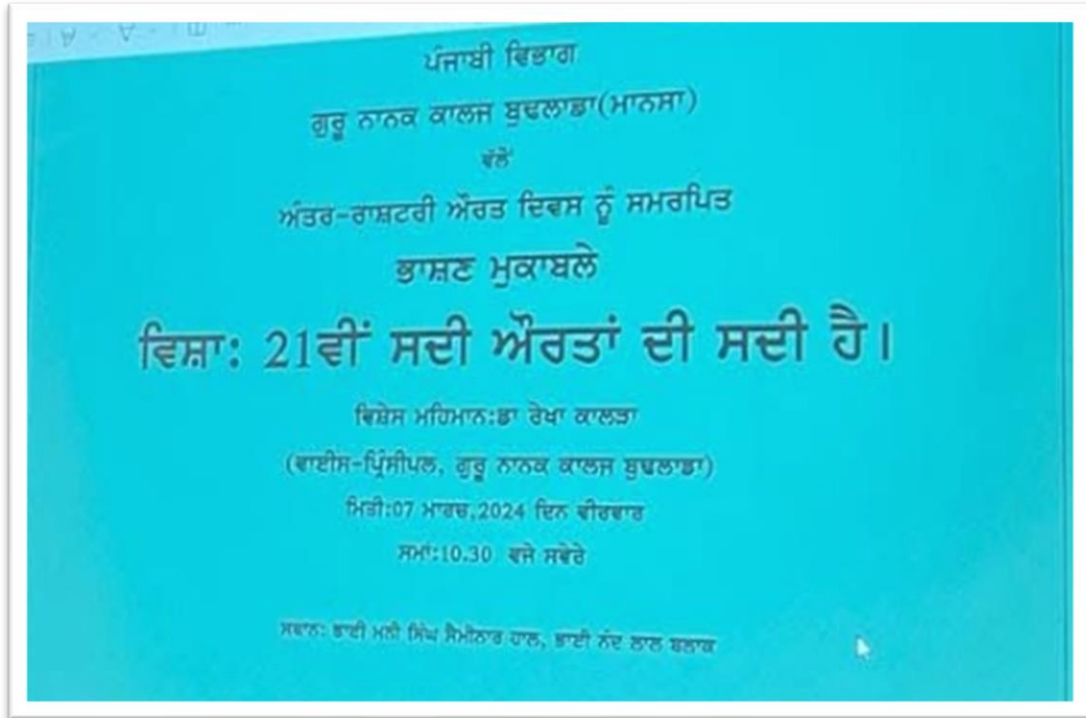 ਪੰਜਾਬੀ ਵਿਭਾਗ
ਗੁਰੂ ਨਾਨਕ ਕਾਲਜ ਬੁਢਲਾਡਾ(ਮਾਨਸਾ)
ਵੱਲੋਂ
ਅੰਤਰ-ਰਾਸ਼ਟਰੀ ਔਰਤ ਦਿਵਸ ਨੂੰ ਸਮਰਪਿਤ
ਭਾਸ਼ਣ ਮੁਕਾਬਲੇ
ਵਿਸ਼ਾ: 21ਵੀਂ ਸਦੀ ਔਰਤਾਂ ਦੀ ਸਦੀ ਹੈ।
ਵਿਸ਼ੇਸ ਮਹਿਮਾਨ:ਡਾ ਰੇਖਾ ਕਾਲੜਾ
(ਵਾਈਸ-ਪ੍ਰਿੰਸੀਪਲ, ਗੁਰੂ ਨਾਨਕ ਕਾਲਜ ਬੁਢਲਾਡਾ)
ਮਿਤੀ:07 ਮਾਰਚ,2024 ਦਿਨ ਵੀਰਵਾਰ
ਸਮਾਂ:10.30 ਵਜੇ ਸਵੇਰੇ
ਸਥਾਨ: ਭਾਈ ਮਨੀ ਸਿੰਘ ਸੈਮੀਨਾਰ ਹਾਲ, ਭਾਈ ਨੰਦ ਲਾਲ ਬਲਾਕ